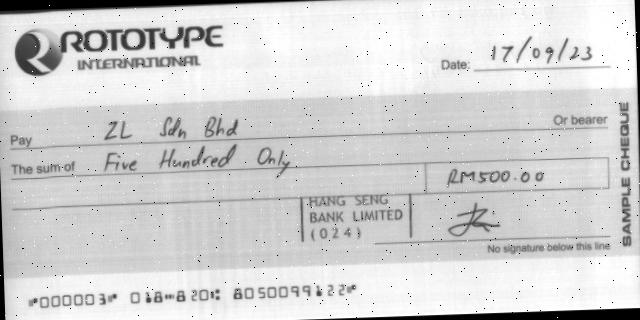 ROTOTYPE
INTERNATIONAL
Date: 17/09/23
Pay ZL Sdn Bhd Or bearer
The sum of Five Hundred Only
RM500.00
HANG SENG
BANK LIMITED
(024)
No signature below this line
SAMPLE CHEQUE
⑈000003⑈ 018⑉820⑆ 8050099122⑈